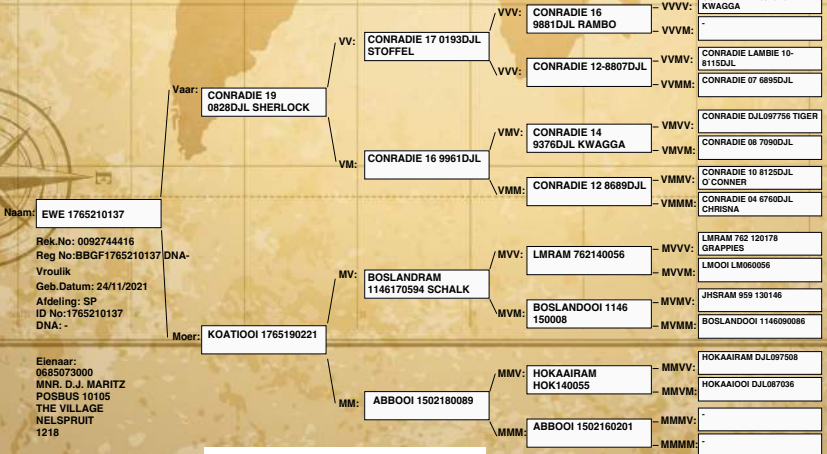 VVVV:
KWAGGA
VVV:
CONRADIE 16
9881DJL RAMBO
VVVM:
-
VV:
CONRADIE 17 0193DJL
STOFFEL
VVV:
CONRADIE 12-8807DJL
VVMV:
CONRADIE LAMBIE 10-
8115DJL
VVMM:
CONRADIE 07 6895DJL
Vaar:
CONRADIE 19
0828DJL SHERLOCK
VM:
CONRADIE 16 9961DJL
VMV:
CONRADIE 14
9376DJL KWAGGA
VMVV:
CONRADIE DJL097756 TIGER
VMVM:
CONRADIE 08 7090DJL
VMM:
CONRADIE 12 8689DJL
VMMV:
CONRADIE 10 8125DJL
O`CONNER
VMMM:
CONRADIE 04 6760DJL
CHRISNA
E
Naam:
EWE 1765210137
Rek.No: 0092744416
Reg No:BBGF1765210137 DNA-
Vroulik
Geb.Datum: 24/11/2021
Afdeling: SP
ID No:1765210137
DNA: -
Moer:
KOATIOOI 1765190221
MV:
BOSLANDRAM
1146170594 SCHALK
MVV:
LMRAM 762140056
MVVV:
LMRAM 762 120178
GRAPPIES
MVVM:
LMOOI LM060056
MVM:
BOSLANDOOI 1146
150008
MVMV:
JHSRAM 959 130146
MVMM:
BOSLANDOOI 1146090086
MM:
ABBOOI 1502180089
MMV:
HOKAAIRAM
HOK140055
MMVV:
HOKAAIRAM DJL097508
MMVM:
HOKAAIOOI DJL087036
MMM:
ABBOOI 1502160201
MMMV:
-
MMMM:
-
Eienaar:
0685073000
MNR. D.J. MARITZ
POSBUS 10105
THE VILLAGE
NELSPRUIT
1218